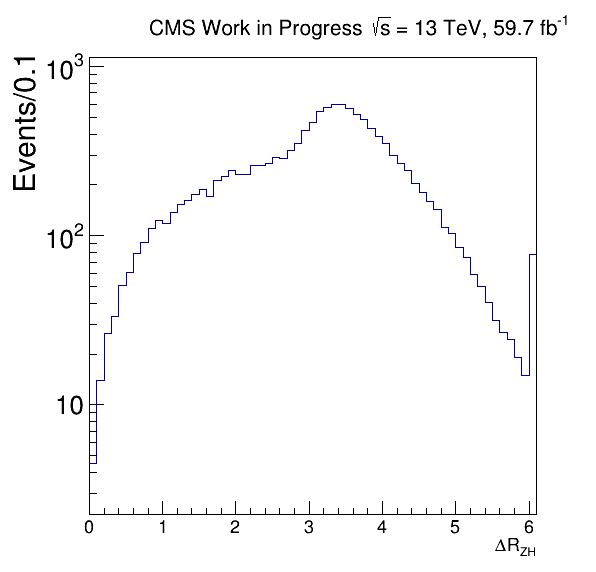 CMS Work in Progress √s = 13 TeV, 59.7 fb⁻¹
Events/0.1
10³
10²
10
0 1 2 3 4 5 6
ΔR_ZH